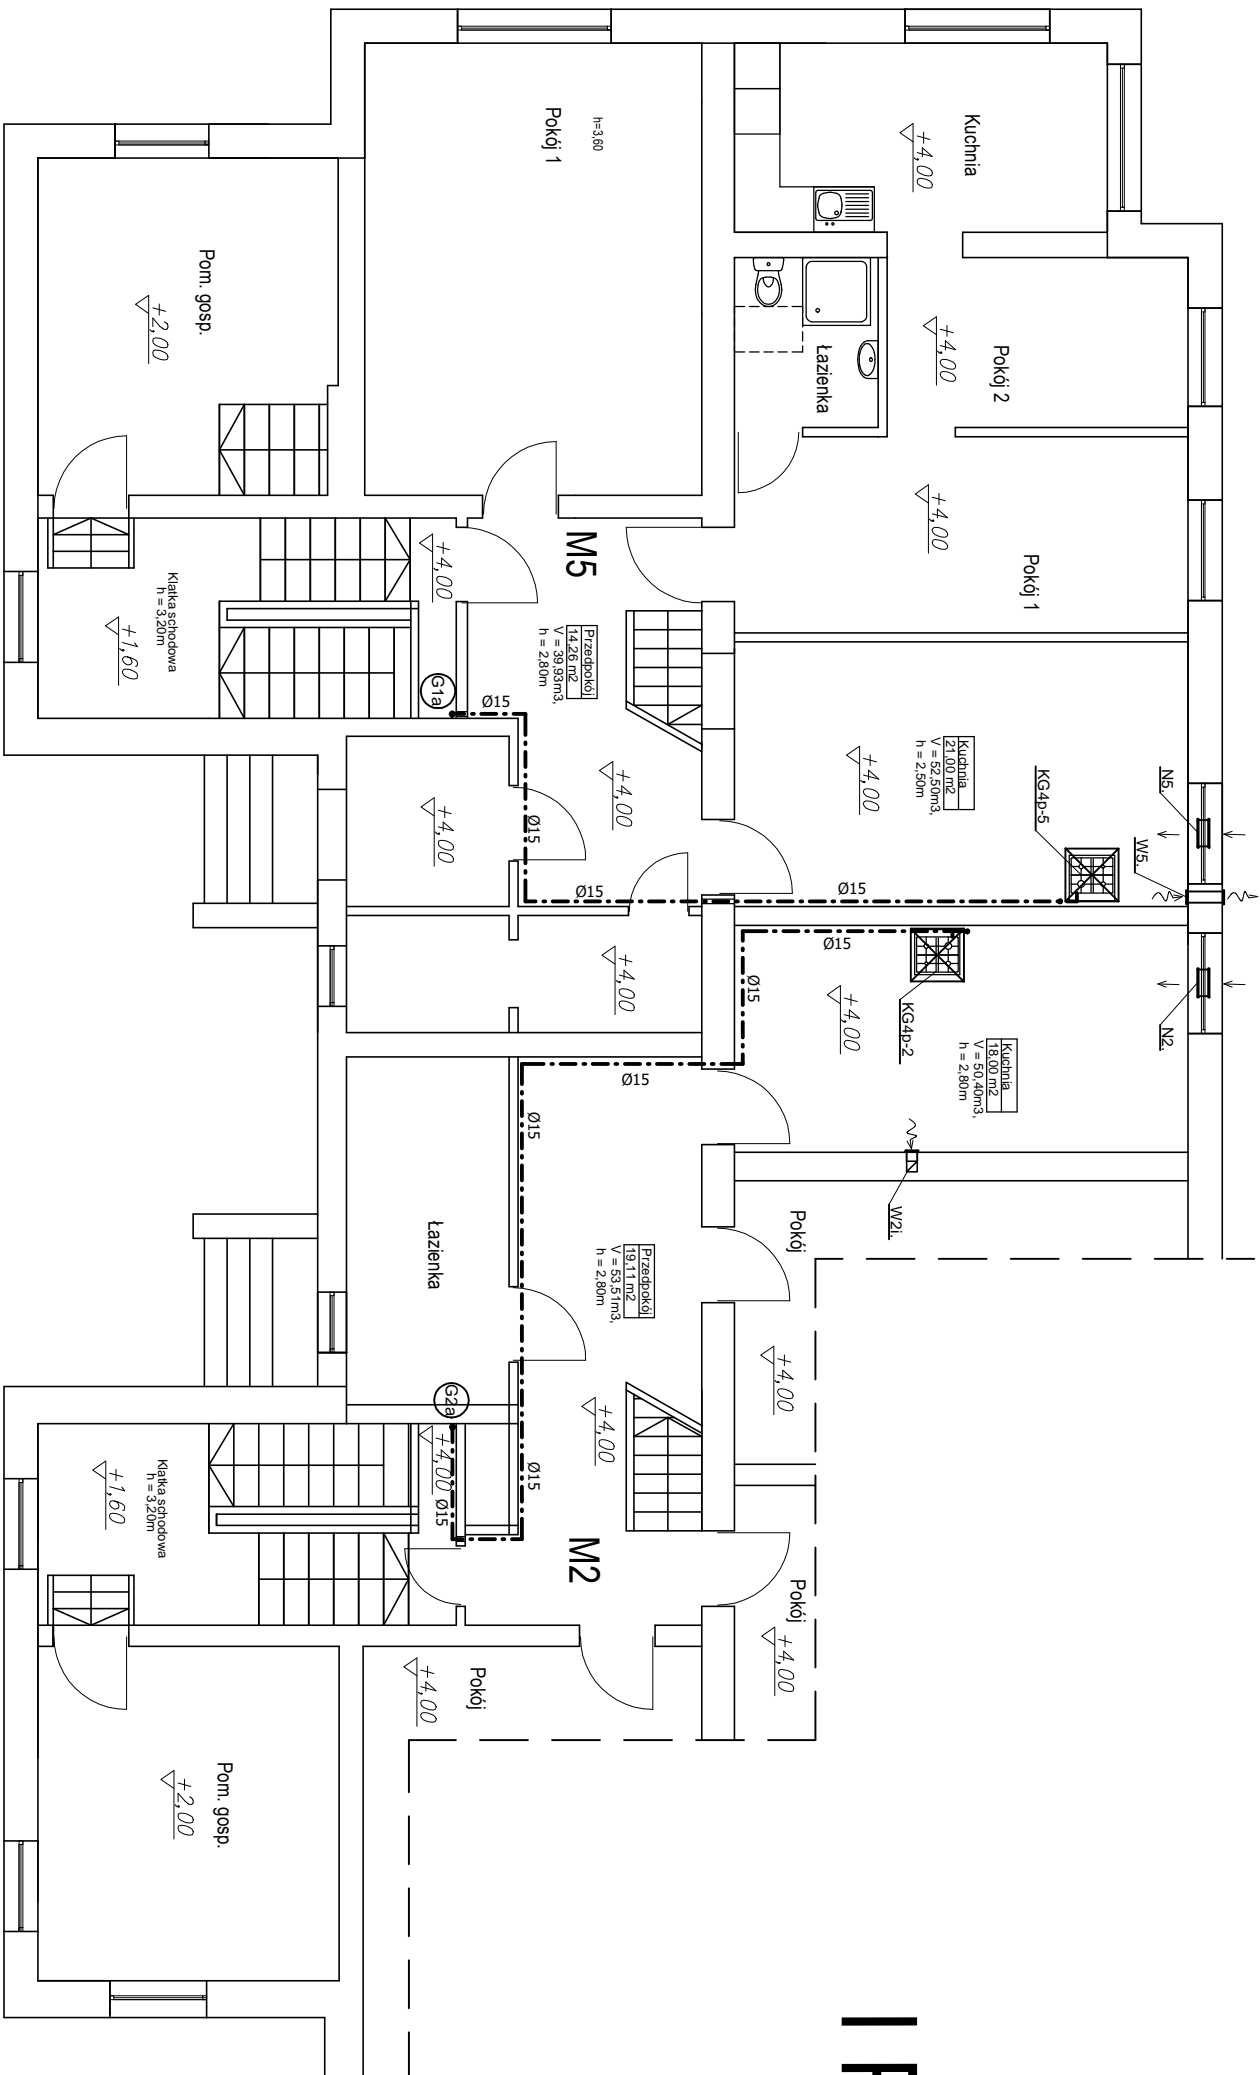 Kuchnia
+4,00
h=3,60
Pokój 1
Pom. gosp.
+2,00
Pokój 2
+4,00
Łazienka
Pokój 1
+4,00
M5
+4,00
Klatka schodowa
h = 3,20m
+1,60
Przedpokój
14,26 m2
V = 39,93m3,
h = 2,80m
G1a
Ø15
Kuchnia
21,00 m2
V = 52,50m3,
h = 2,50m
+4,00
KG4p-5
N5.
W5.
+4,00
+4,00
Ø15
Ø15
Ø15
Ø15
Ø15
+4,00
+4,00
KG4p-2
N2.
Kuchnia
18,00 m2
V = 50,40m3,
h = 2,80m
Ø15
Ø15
W2i.
Pokój
Łazienka
Przedpokój
19,11 m2
V = 53,51m3,
h = 2,80m
+4,00
G2a
+4,00
+4,00
Ø15
Ø15
Klatka schodowa
h = 3,20m
+1,60
M2
Pokój
+4,00
Pokój
+4,00
Pom. gosp.
+2,00